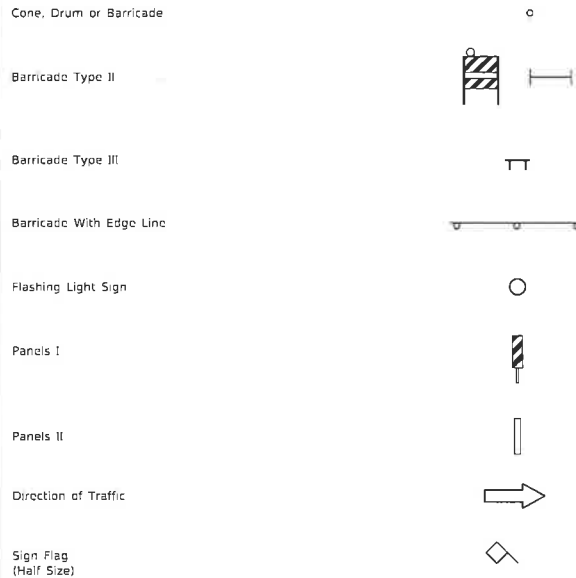 Cone, Drum or Barricade
Barricade Type II
Barricade Type III
Barricade With Edge Line
Flashing Light Sign
Panels I
Panels II
Direction of Traffic
Sign Flag
(Half Size)